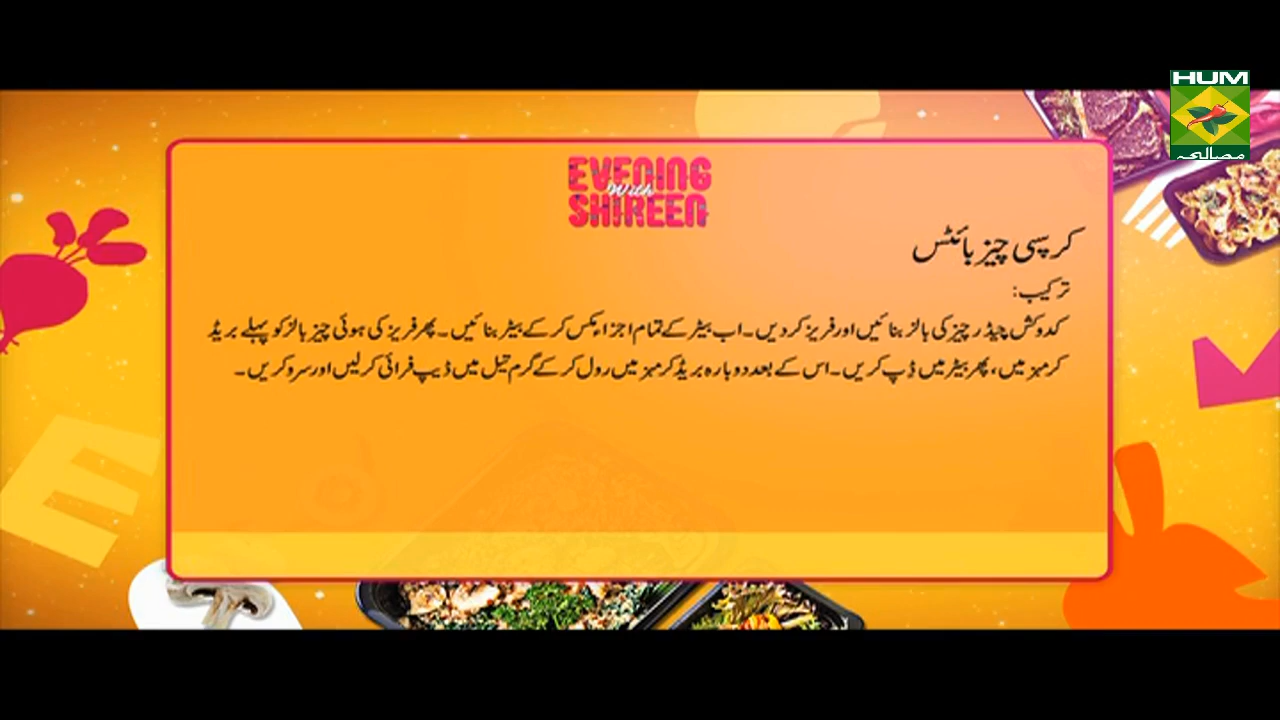 HUM
مصالحہ
EVENING
With
SHIREEN
کرسپی چیز بائٹس
ترکیب:
کدوکش چیڈر چیز کی بالز بنائیں اور فریز کر دیں۔ اب بیٹر کے تمام اجزاء مکس کر کے بیٹر بنائیں۔ پھر فریز کی ہوئی چیز بالز کو پہلے بریڈ
کرمبز میں، پھر بیٹر میں ڈپ کریں۔ اس کے بعد دوبارہ بریڈ کرمبز میں رول کر کے گرم تیل میں ڈیپ فرائی کر لیں اور سرو کریں۔